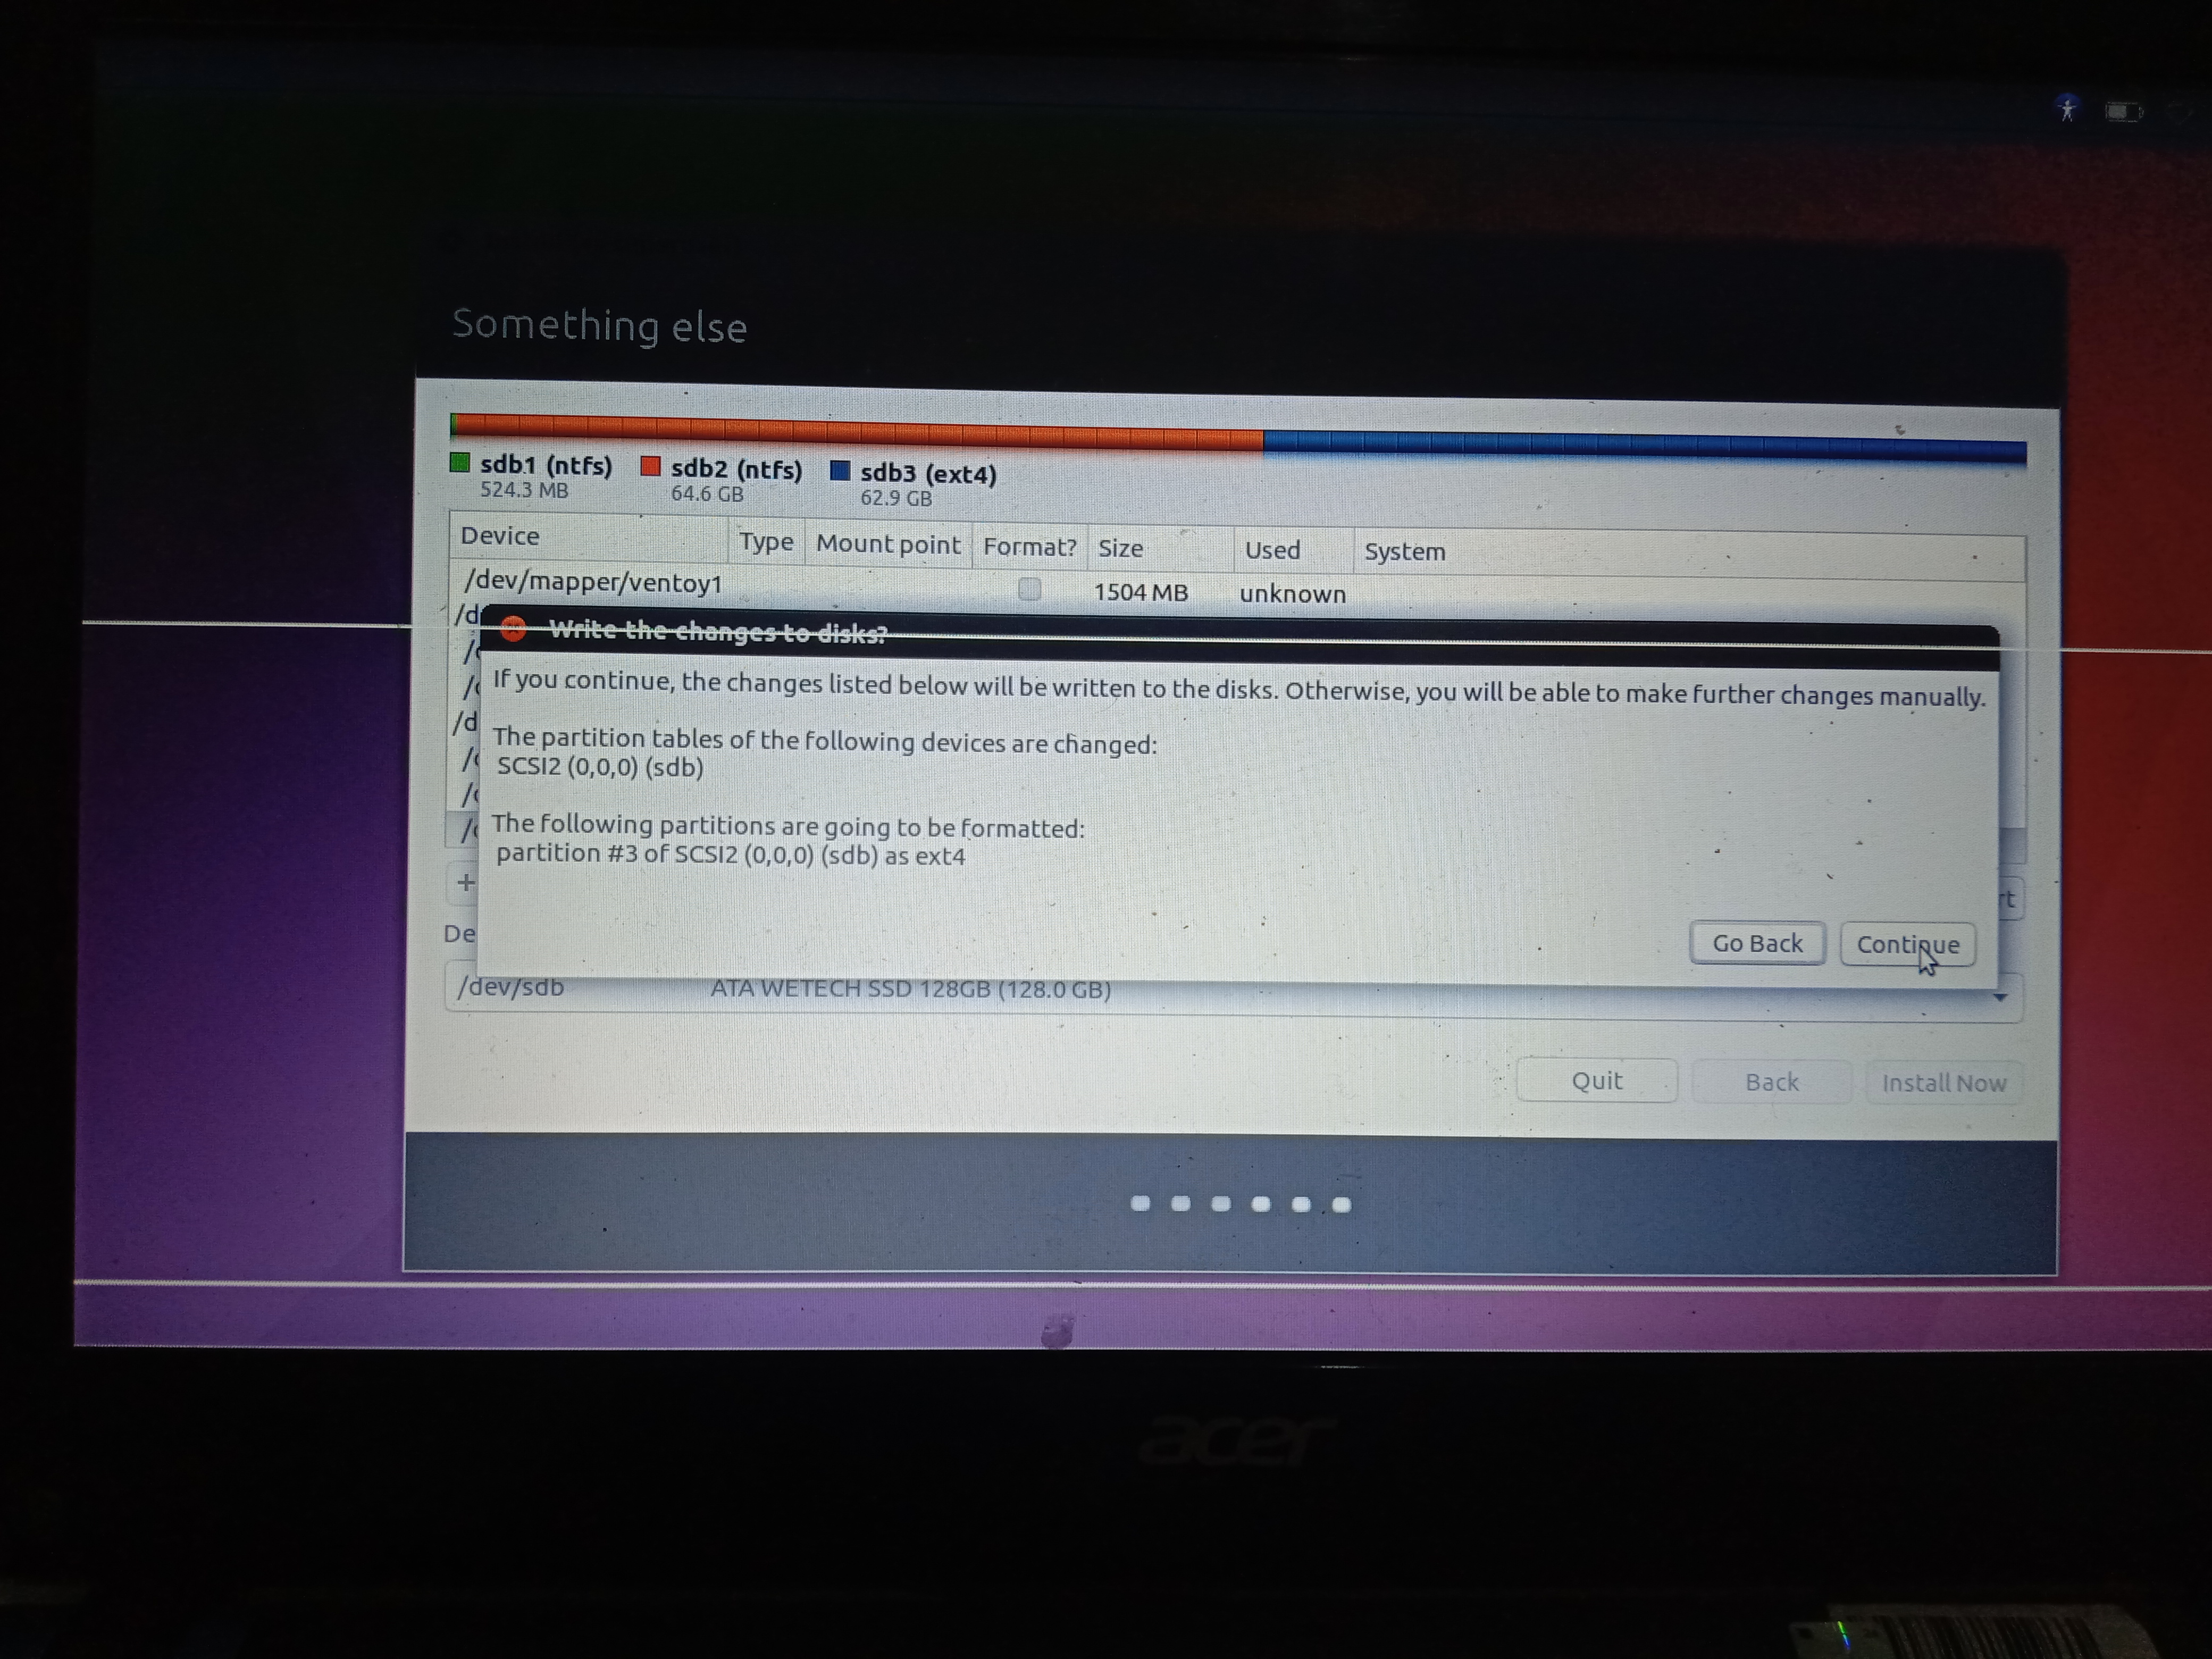 Something else
sdb1 (ntfs) sdb2 (ntfs) sdb3 (ext4)
524.3 MB 64.6 GB 62.9 GB
Device Type Mount point Format? Size Used System
/dev/mapper/ventoy1 1504 MB unknown
/d
Write the changes to disks?
/
If you continue, the changes listed below will be written to the disks. Otherwise, you will be able to make further changes manually.
/
/d
The partition tables of the following devices are changed:
/
SCSI2 (0,0,0) (sdb)
/
The following partitions are going to be formatted:
/
partition #3 of SCSI2 (0,0,0) (sdb) as ext4
+
rt
De
Go Back Continue
/dev/sdb ATA WETECH SSD 128GB (128.0 GB)
Quit Back Install Now
acer